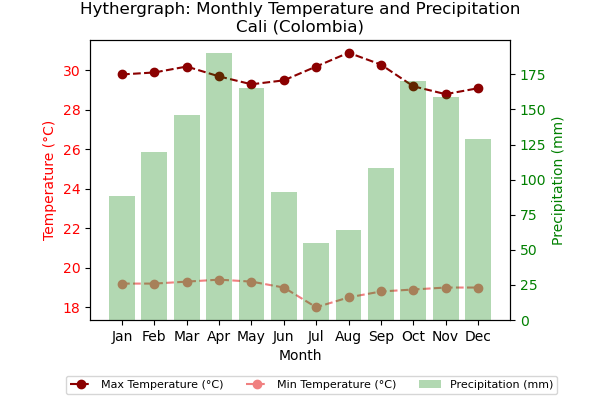 Hythergraph: Monthly Temperature and Precipitation
Cali (Colombia)
Temperature (°C)
30
28
26
24
22
20
18
175
150
125
100
75
50
25
0
Precipitation (mm)
Jan Feb Mar Apr May Jun Jul Aug Sep Oct Nov Dec
Month
Max Temperature (°C) Min Temperature (°C) Precipitation (mm)